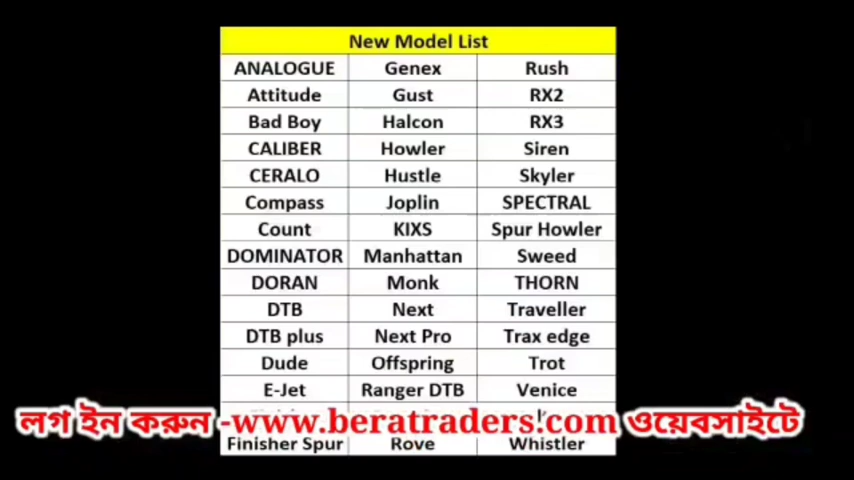 New Model List
ANALOGUE Genex Rush
Attitude Gust RX2
Bad Boy Halcon RX3
CALIBER Howler Siren
CERALO Hustle Skyler
Compass Joplin SPECTRAL
Count KIXS Spur Howler
DOMINATOR Manhattan Sweed
DORAN Monk THORN
DTB Next Traveller
DTB plus Next Pro Trax edge
Dude Offspring Trot
E-Jet Ranger DTB Venice
লগ ইন করুন -www.beratraders.com ওয়েবসাইটে
Finisher Spur Rove Whistler